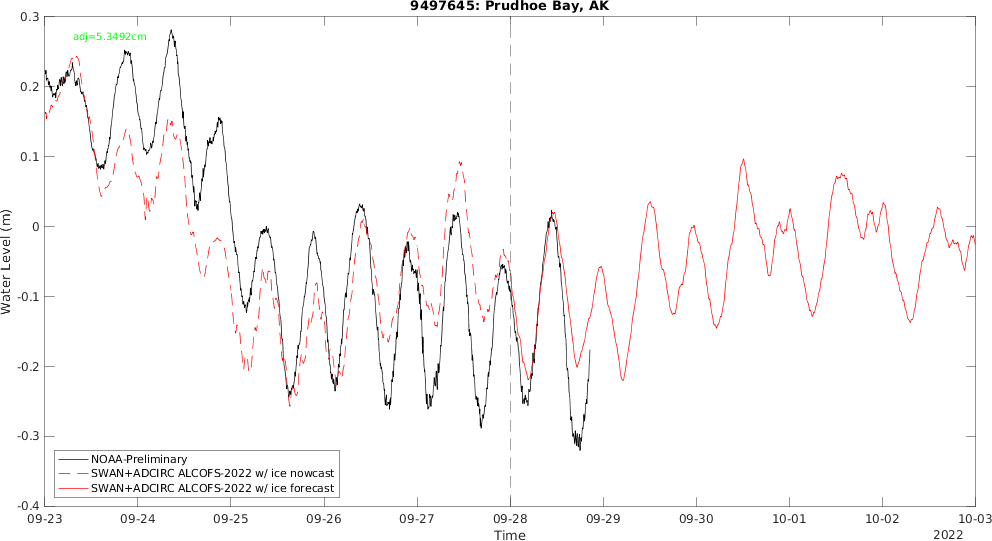 9497645: Prudhoe Bay, AK
adj=5.3492cm
0.3
0.2
0.1
0
-0.1
-0.2
-0.3
-0.4
Water Level (m)
NOAA-Preliminary
SWAN+ADCIRC ALCOFS-2022 w/ ice nowcast
SWAN+ADCIRC ALCOFS-2022 w/ ice forecast
09-23 09-24 09-25 09-26 09-27 09-28 09-29 09-30 10-01 10-02 10-03
Time
2022